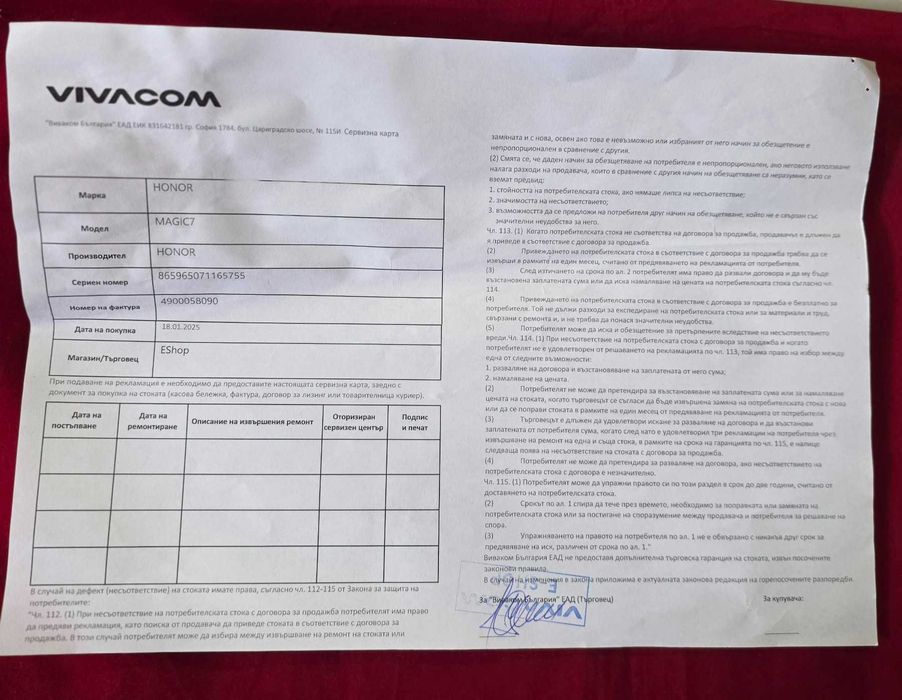 VIVACOM
"Виваком България" ЕАД ЕИК 831642181 гр. София 1784, бул. Цариградско шосе, № 115И Сервизна карта
Марка HONOR
Модел MAGIC7
Производител HONOR
Сериен номер 865965071165755
Номер на фактура 4900058090
Дата на покупка 18.01.2025
Магазин/Търговец EShop
При подаване на рекламация е необходимо да предоставите настоящата сервизна карта, заедно с
документ за покупка на стоката (касова бележка, фактура, договор за лизинг или товарителница куриер).
Дата на постъпване Дата на ремонтиране Описание на извършения ремонт Оторизиран сервизен център Подпис и печат
В случай на дефект (несъответствие) на стоката имате права, съгласно чл. 112-115 от Закона за защита на
потребителите:
"Чл. 112. (1) При несъответствие на потребителската стока с договора за продажба потребителят има право
да предяви рекламация, като поиска от продавача да приведе стоката в съответствие с договора за
продажба. В този случай потребителят може да избира между извършване на ремонт на стоката или
замяната и с нова, освен ако това е невъзможно или избраният от него начин за обезщетение е
непропорционален в сравнение с другия.
(2) Смята се, че даден начин за обезщетяване на потребителя е непропорционален, ако неговото използване
налага разходи на продавача, които в сравнение с другия начин на обезщетяване са неразумни, като се
вземат предвид:
1. стойността на потребителската стока, ако нямаше липса на несъответствие;
2. значимостта на несъответствието;
3. възможността да се предложи на потребителя друг начин на обезщетяване, който не е свързан със
значителни неудобства за него.
Чл. 113. (1) Когато потребителската стока не съответства на договора за продажба, продавачът е длъжен да
я приведе в съответствие с договора за продажба.
(2) Привеждането на потребителската стока в съответствие с договора за продажба трябва да се
извърши в рамките на един месец, считано от предявяването на рекламацията от потребителя.
(3) След изтичането на срока по ал. 2 потребителят има право да развали договора и да му бъде
възстановена заплатената сума или да иска намаляване на цената на потребителската стока съгласно чл.
114.
(4) Привеждането на потребителската стока в съответствие с договора за продажба е безплатно за
потребителя. Той не дължи разходи за експедиране на потребителската стока или за материали и труд,
свързани с ремонта и, и не трябва да понася значителни неудобства.
(5) Потребителят може да иска и обезщетение за претърпените вследствие на несъответствието
вреди.Чл. 114. (1) При несъответствие на потребителската стока с договора за продажба и когато
потребителят не е удовлетворен от решаването на рекламацията по чл. 113, той има право на избор между
една от следните възможности:
1. разваляне на договора и възстановяване на заплатената от него сума;
2. намаляване на цената.
(2) Потребителят не може да претендира за възстановяване на заплатената сума или за намаляване
цената на стоката, когато търговецът се съгласи да бъде извършена замяна на потребителската стока с нова
или да се поправи стоката в рамките на един месец от предявяване на рекламацията от потребителя.
(3) Търговецът е длъжен да удовлетвори искане за разваляне на договора и да възстанови
заплатената от потребителя сума, когато след като е удовлетворил три рекламации на потребителя чрез
извършване на ремонт на една и съща стока, в рамките на срока на гаранцията по чл. 115, е налице
следваща поява на несъответствие на стоката с договора за продажба.
(4) Потребителят не може да претендира за разваляне на договора, ако несъответствието на
потребителската стока с договора е незначително.
Чл. 115. (1) Потребителят може да упражни правото си по този раздел в срок до две години, считано от
доставянето на потребителската стока.
(2) Срокът по ал. 1 спира да тече през времето, необходимо за поправката или замяната на
потребителската стока или за постигане на споразумение между продавача и потребителя за решаване на
спора.
(3) Упражняването на правото на потребителя по ал. 1 не е обвързано с никакъв друг срок за
предявяване на иск, различен от срока по ал. 1."
Виваком България ЕАД не предоставя допълнителна търговска гаранция на стоката, извън посочените
законови правила.
В случай на изменения в закона приложима е актуалната законова редакция на горепосочените разпоредби.
За "Виваком България" ЕАД (Търговец) За купувача:
VIVACOM